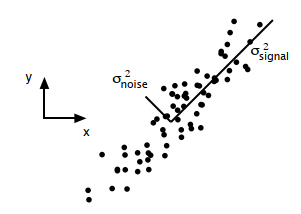 y
x
σ²noise
σ²signal